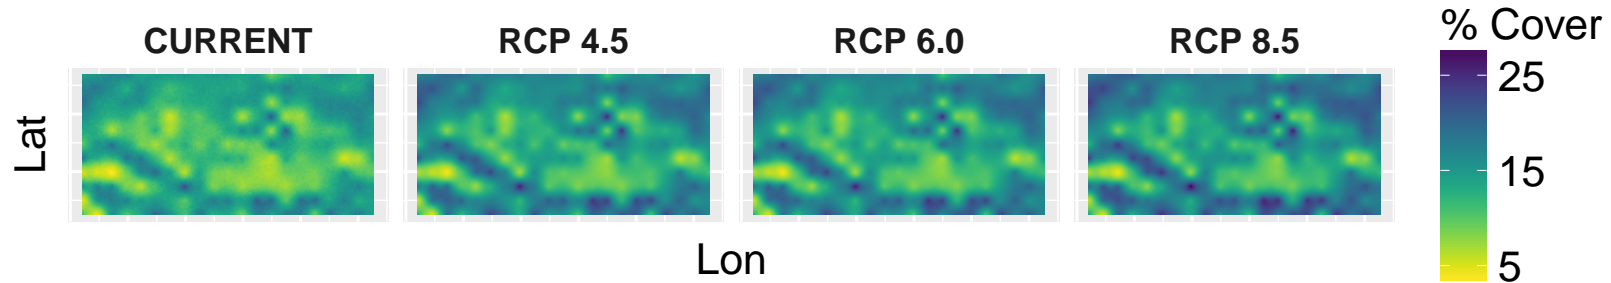 % Cover
CURRENT
RCP 4.5
RCP 6.0
RCP 8.5
25
15
5
Lat
Lon